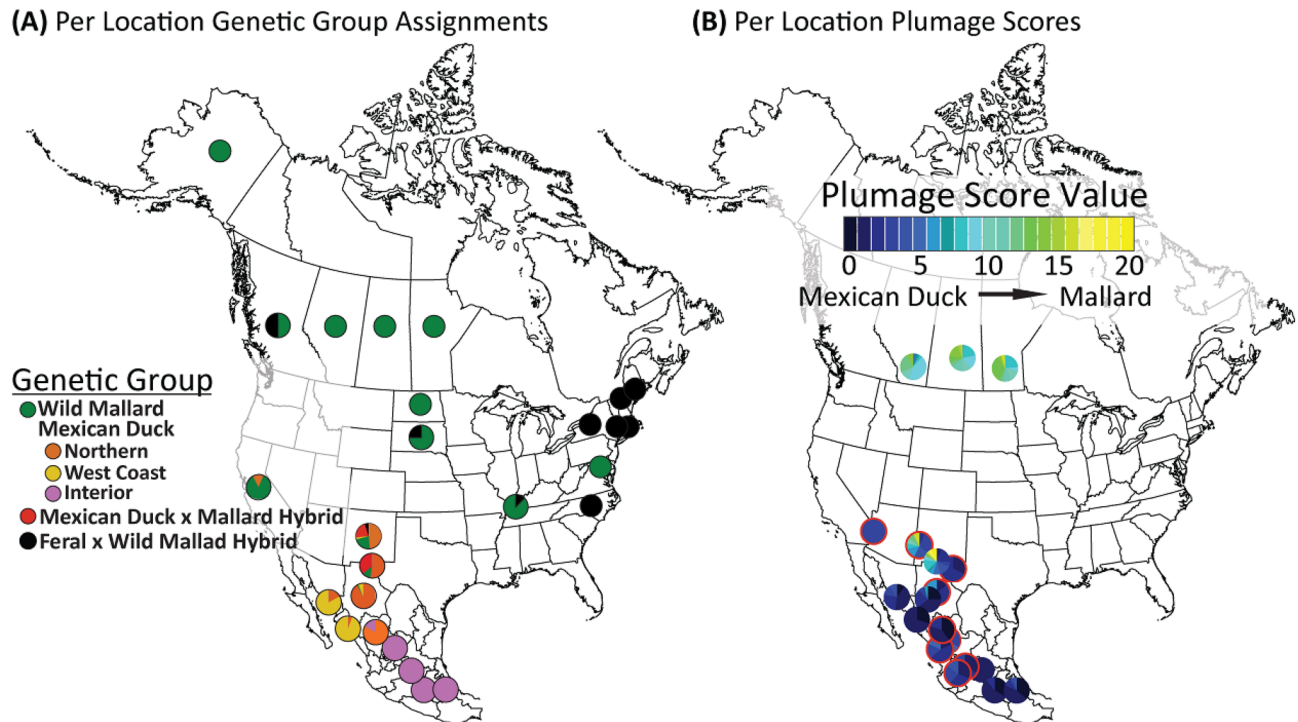 (A) Per Location Genetic Group Assignments
(B) Per Location Plumage Scores
Plumage Score Value
0 5 10 15 20
Mexican Duck Mallard
Genetic Group
Wild Mallard
Mexican Duck
Northern
West Coast
Interior
Mexican Duck x Mallard Hybrid
Feral x Wild Mallad Hybrid